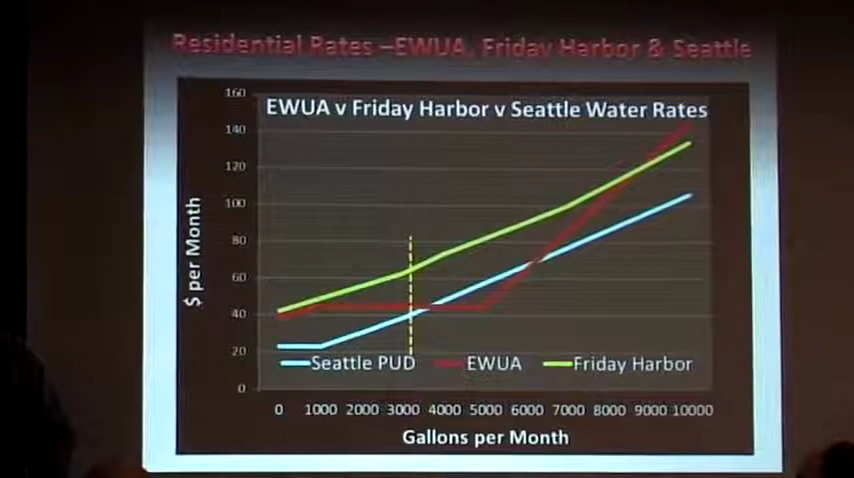 Residential Rates –EWUA, Friday Harbor & Seattle
EWUA v Friday Harbor v Seattle Water Rates
$ per Month
160
140
120
100
80
60
40
20
0
Seattle PUD EWUA Friday Harbor
0 1000 2000 3000 4000 5000 6000 7000 8000 9000 10000
Gallons per Month